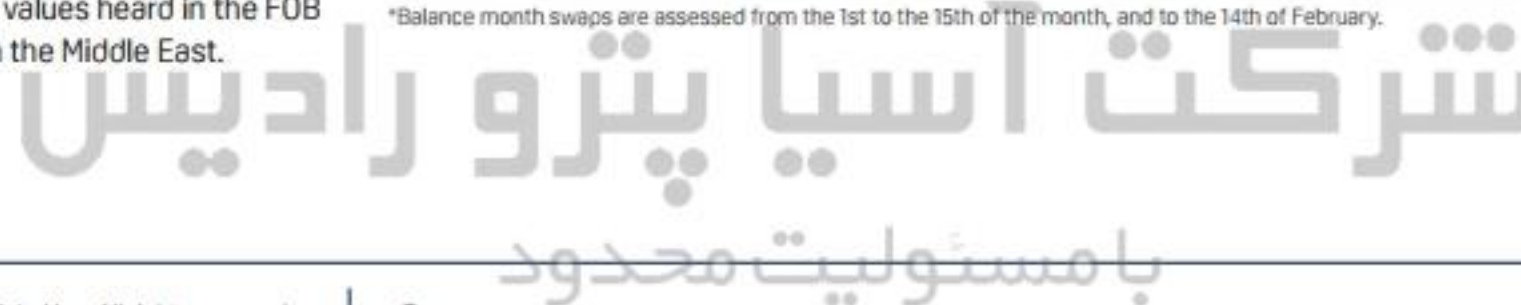 values heard in the FOB
the Middle East.
*Balance month swaps are assessed from the 1st to the 15th of the month, and to the 14th of February.
شرکت آسیا پترو رادیس
با مسئولیت محدود